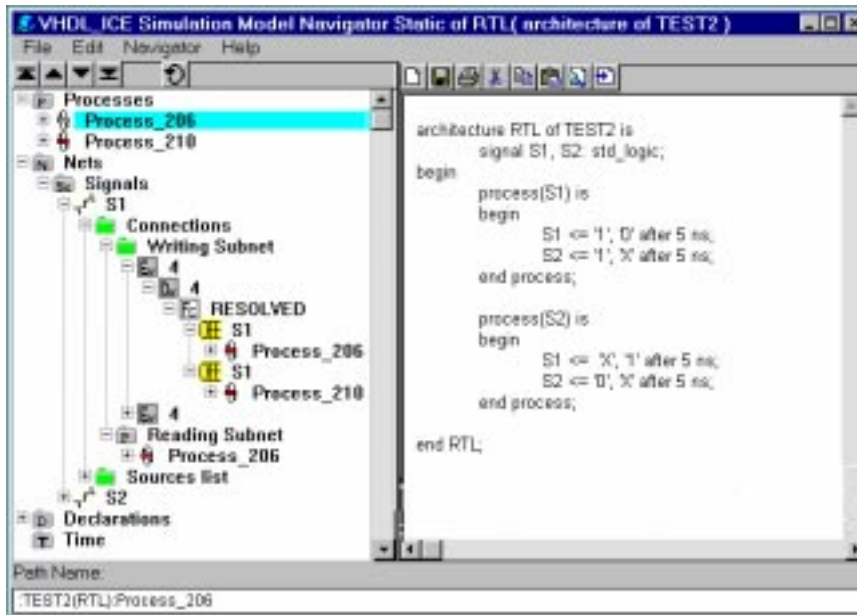 VHDL_ICE Simulation Model Navigator Static of RTL( architecture of TEST2 )
File Edit Navigator Help
Processes
Process_206
Process_210
Nets
Signals
S1
Connections
Writing Subnet
4
4
RESOLVED
S1
Process_206
S1
Process_210
4
Reading Subnet
Process_206
Sources list
S2
Declarations
Time
architecture RTL of TEST2 is
signal S1, S2: std_logic;
begin
process(S1) is
begin
S1 <= '1', '0' after 5 ns;
S2 <= '1', 'X' after 5 ns;
end process;
process(S2) is
begin
S1 <= 'X', '1' after 5 ns;
S2 <= '0', 'X' after 5 ns;
end process;
end RTL;
Path Name:
:TEST2(RTL):Process_206